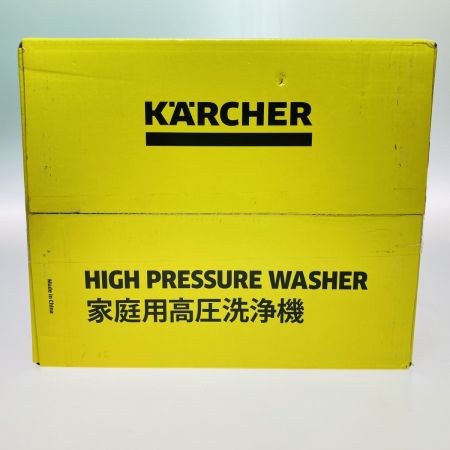 KÄRCHER
HIGH PRESSURE WASHER
家庭用高圧洗浄機
Made in China